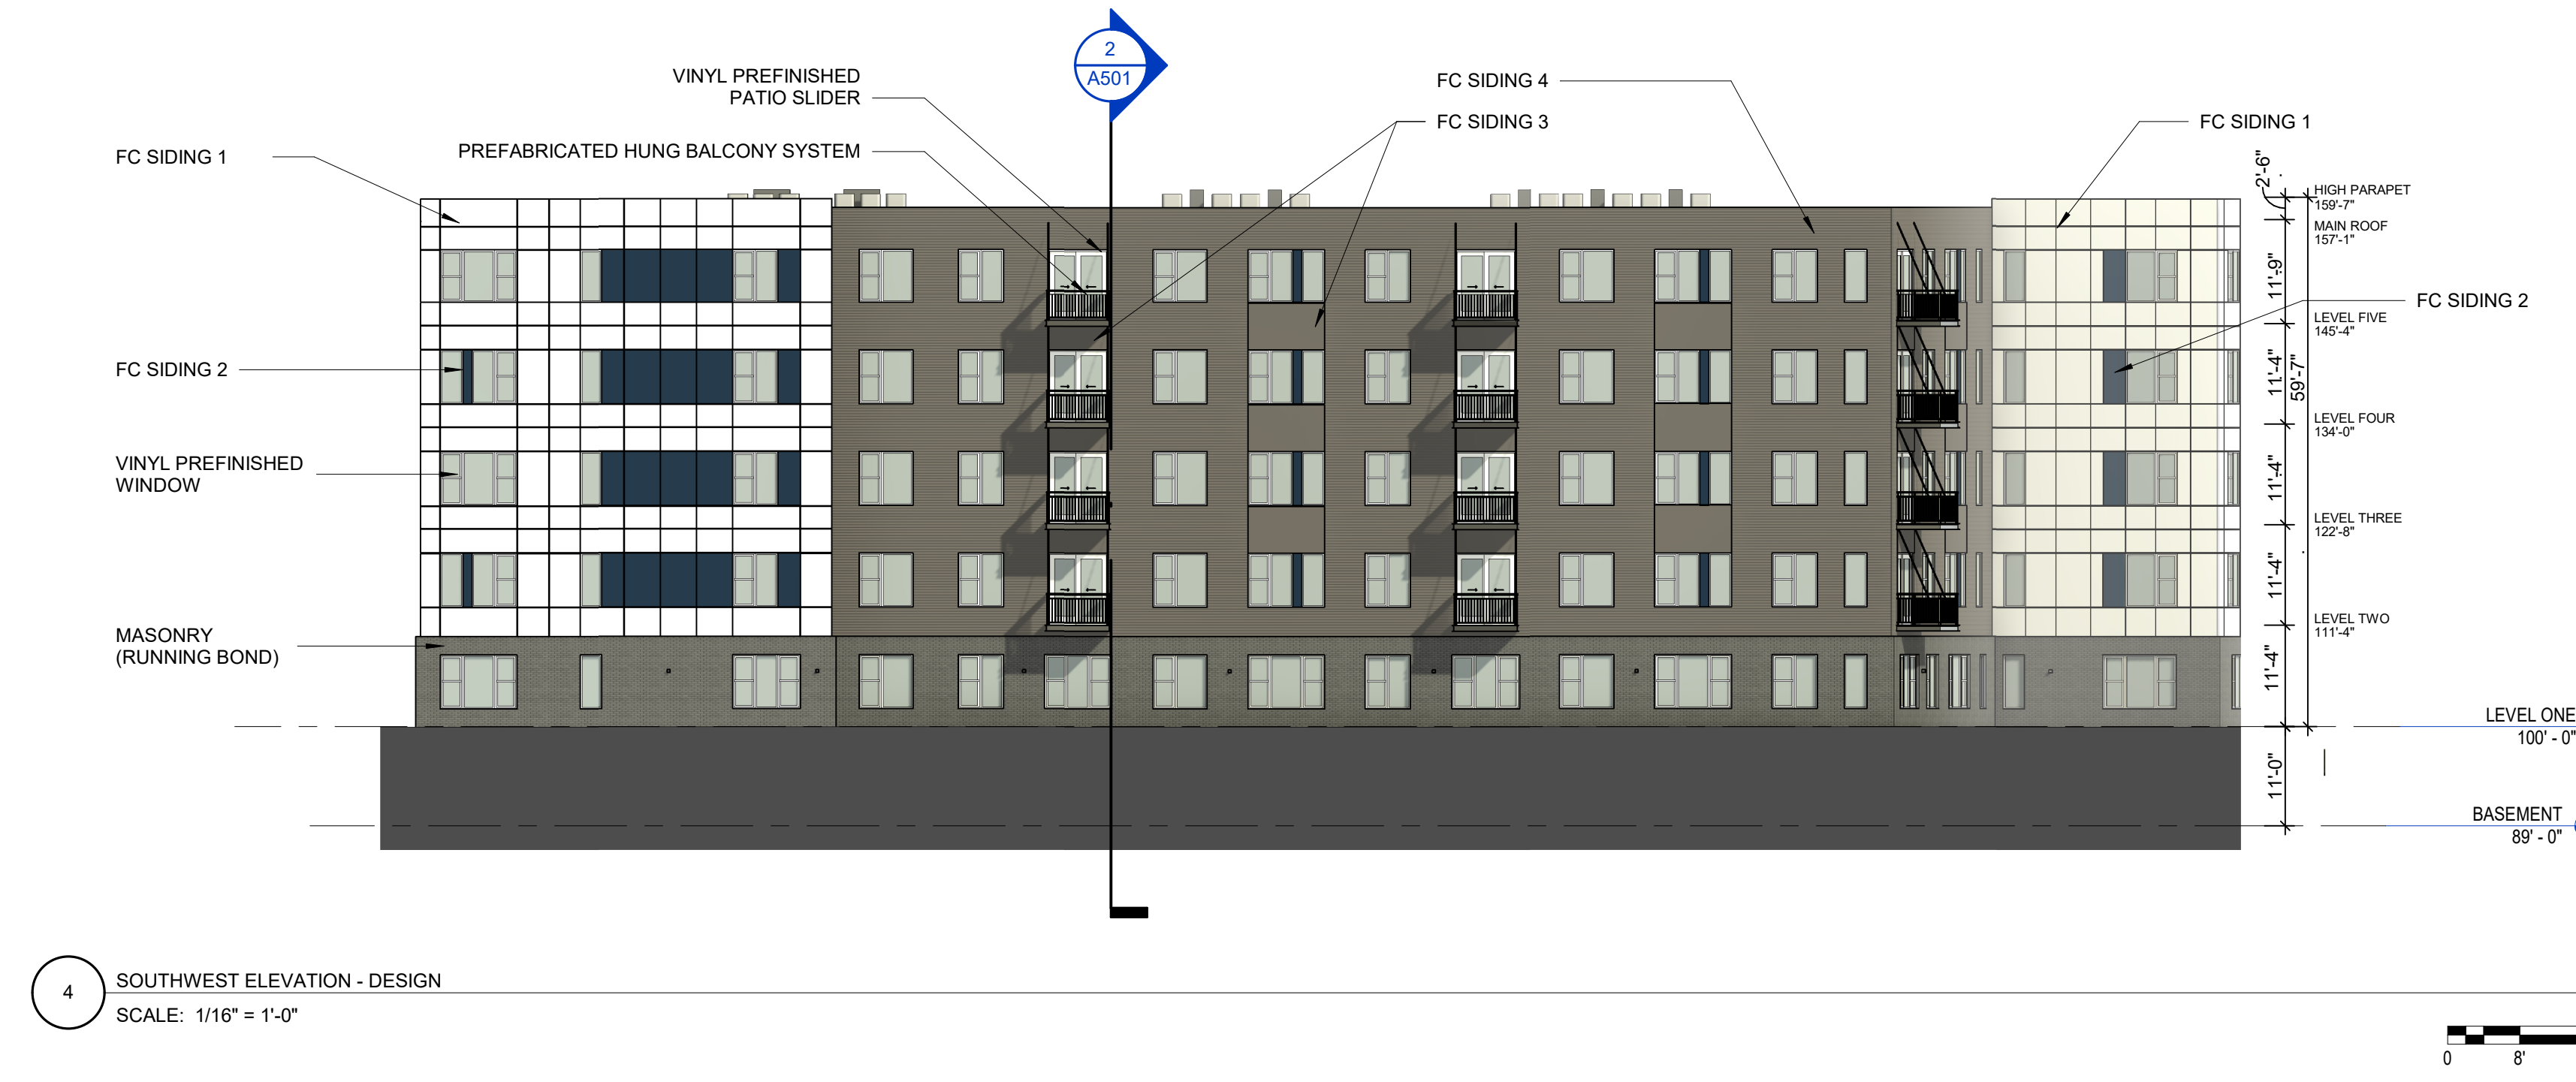 2
A501
VINYL PREFINISHED
PATIO SLIDER
PREFABRICATED HUNG BALCONY SYSTEM
FC SIDING 4
FC SIDING 3
FC SIDING 1
FC SIDING 1
FC SIDING 2
VINYL PREFINISHED
WINDOW
MASONRY
(RUNNING BOND)
FC SIDING 2
2'-6"
HIGH PARAPET
159'-7"
MAIN ROOF
157'-1"
11'-9"
LEVEL FIVE
145'-4"
11'-4"
59'-7"
LEVEL FOUR
134'-0"
11'-4"
LEVEL THREE
122'-8"
11'-4"
LEVEL TWO
111'-4"
11'-4"
LEVEL ONE
100' - 0"
11'-0"
BASEMENT
89' - 0"
4
SOUTHWEST ELEVATION - DESIGN
SCALE: 1/16" = 1'-0"
0 8'